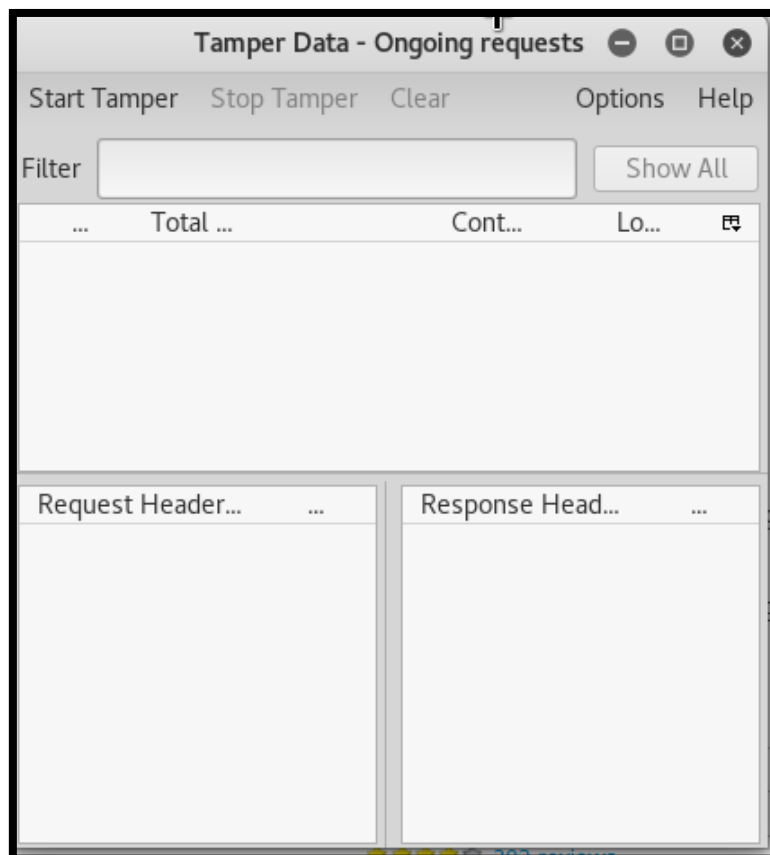 Tamper Data - Ongoing requests
Start Tamper Stop Tamper Clear Options Help
Filter Show All
... Total ... Cont... Lo...
Request Header... ... Response Head... ...